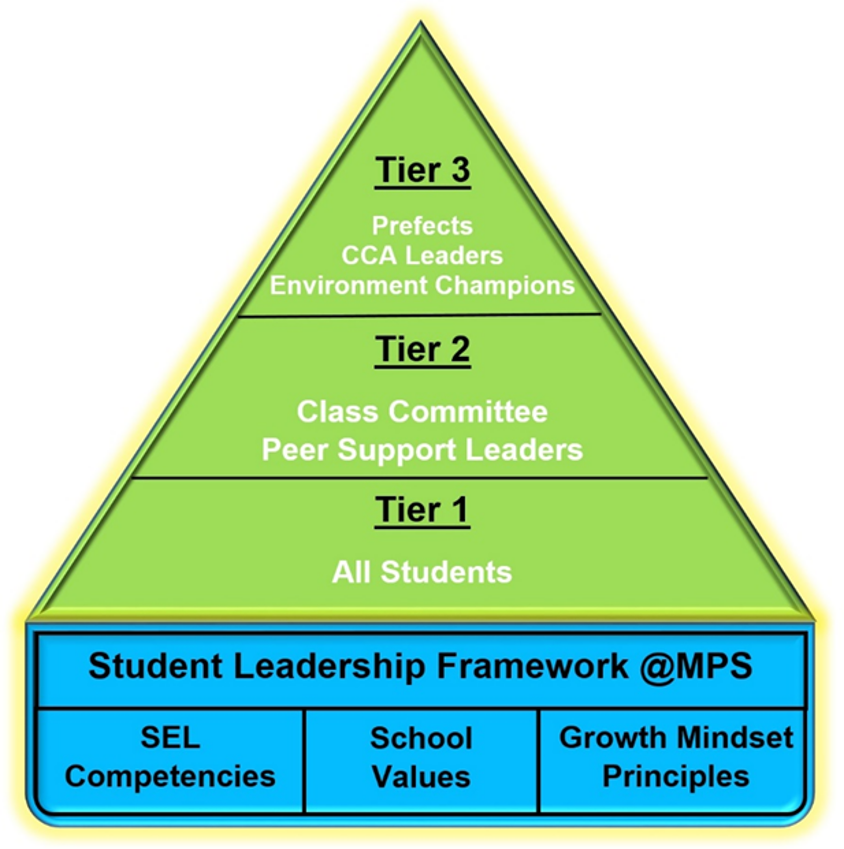 Tier 3
Prefects
CCA Leaders
Environment Champions
Tier 2
Class Committee
Peer Support Leaders
Tier 1
All Students
Student Leadership Framework @MPS
SEL
Competencies
School
Values
Growth Mindset
Principles